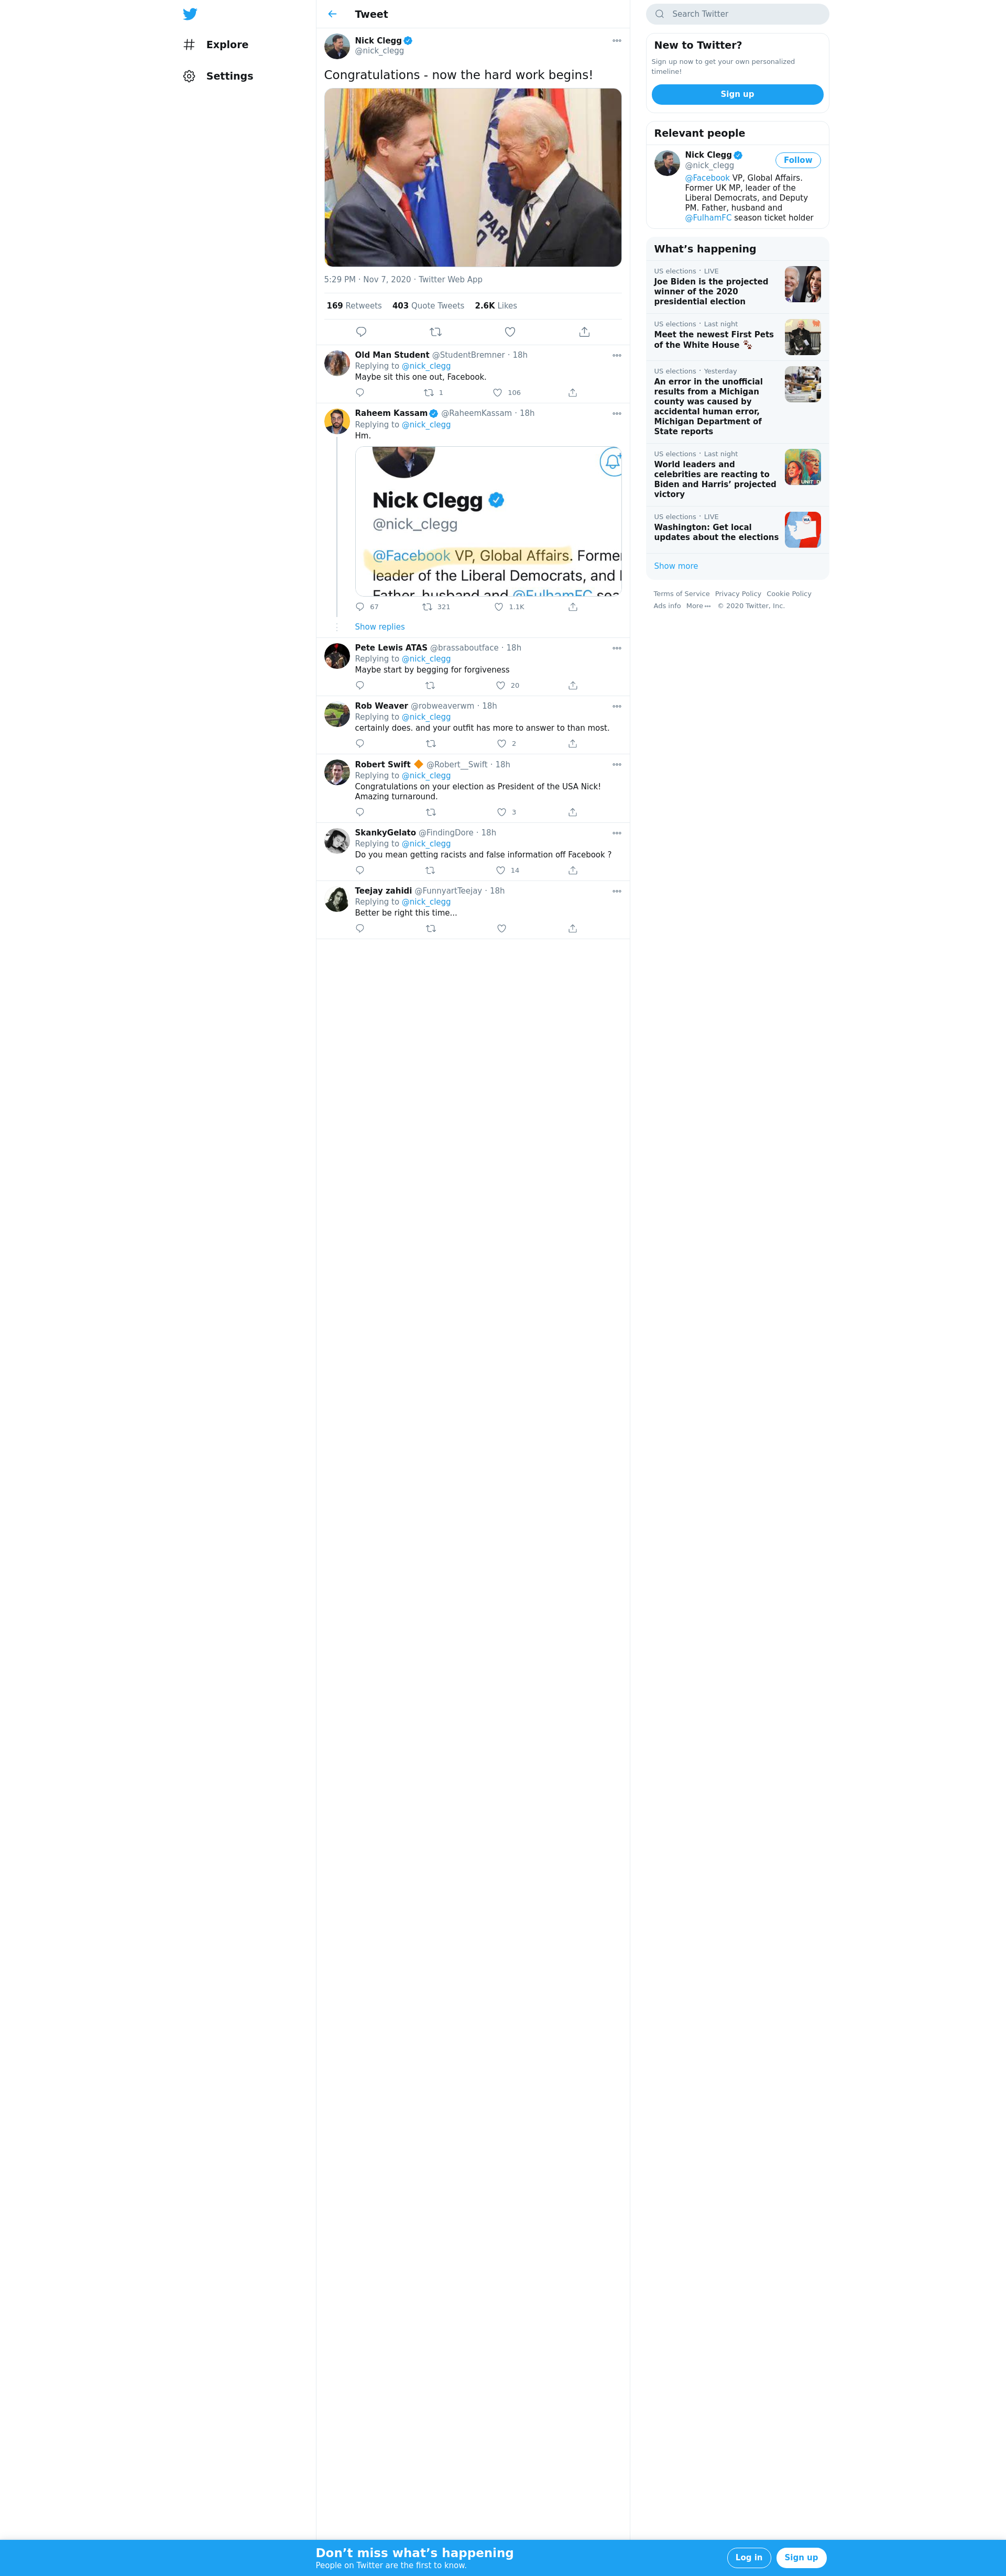 Explore
Settings
Tweet
Nick Clegg
@nick_clegg
Congratulations - now the hard work begins!
PAR
5:29 PM · Nov 7, 2020 · Twitter Web App
169 Retweets 403 Quote Tweets 2.6K Likes
Old Man Student @StudentBremner · 18h
Replying to @nick_clegg
Maybe sit this one out, Facebook.
1 106
Raheem Kassam @RaheemKassam · 18h
Replying to @nick_clegg
Hm.
Nick Clegg
@nick_clegg
@Facebook VP, Global Affairs. Forme
leader of the Liberal Democrats, and
Father, husband and @FulhamFC sea
67 321 1.1K
Show replies
Pete Lewis ATAS @brassaboutface · 18h
Replying to @nick_clegg
Maybe start by begging for forgiveness
20
Rob Weaver @robweaverwm · 18h
Replying to @nick_clegg
certainly does. and your outfit has more to answer to than most.
2
Robert Swift 🔶 @Robert__Swift · 18h
Replying to @nick_clegg
Congratulations on your election as President of the USA Nick!
Amazing turnaround.
3
SkankyGelato @FindingDore · 18h
Replying to @nick_clegg
Do you mean getting racists and false information off Facebook ?
14
Teejay zahidi @FunnyartTeejay · 18h
Replying to @nick_clegg
Better be right this time...
Search Twitter
New to Twitter?
Sign up now to get your own personalized
timeline!
Sign up
Relevant people
Nick Clegg
@nick_clegg
Follow
@Facebook VP, Global Affairs.
Former UK MP, leader of the
Liberal Democrats, and Deputy
PM. Father, husband and
@FulhamFC season ticket holder
What's happening
US elections · LIVE
Joe Biden is the projected
winner of the 2020
presidential election
US elections · Last night
Meet the newest First Pets
of the White House 🐾
US elections · Yesterday
An error in the unofficial
results from a Michigan
county was caused by
accidental human error,
Michigan Department of
State reports
US elections · Last night
World leaders and
celebrities are reacting to
Biden and Harris' projected
victory
UNITED
US elections · LIVE
Washington: Get local
updates about the elections
WA
Show more
Terms of Service Privacy Policy Cookie Policy
Ads info More © 2020 Twitter, Inc.
Don't miss what's happening
People on Twitter are the first to know.
Log in
Sign up